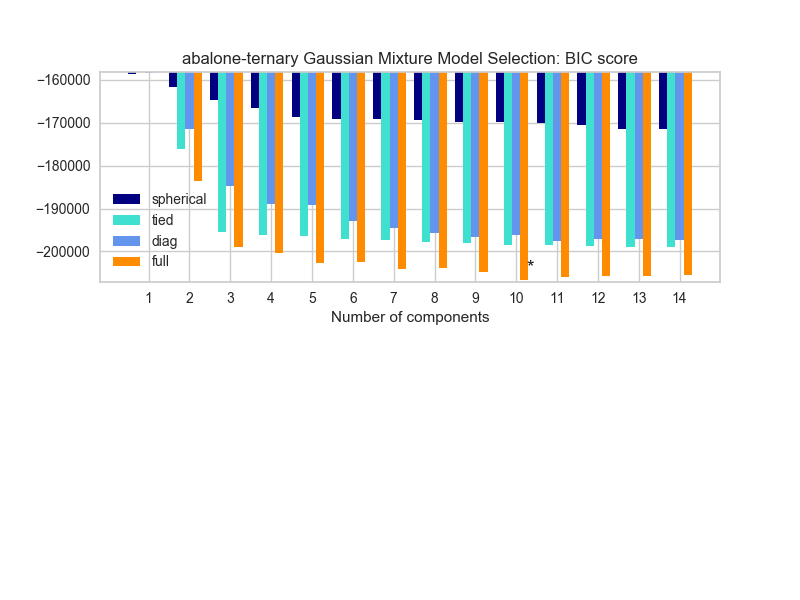 abalone-ternary Gaussian Mixture Model Selection: BIC score
−160000
−170000
−180000
−190000
−200000
spherical
tied
diag
full
*
1 2 3 4 5 6 7 8 9 10 11 12 13 14
Number of components